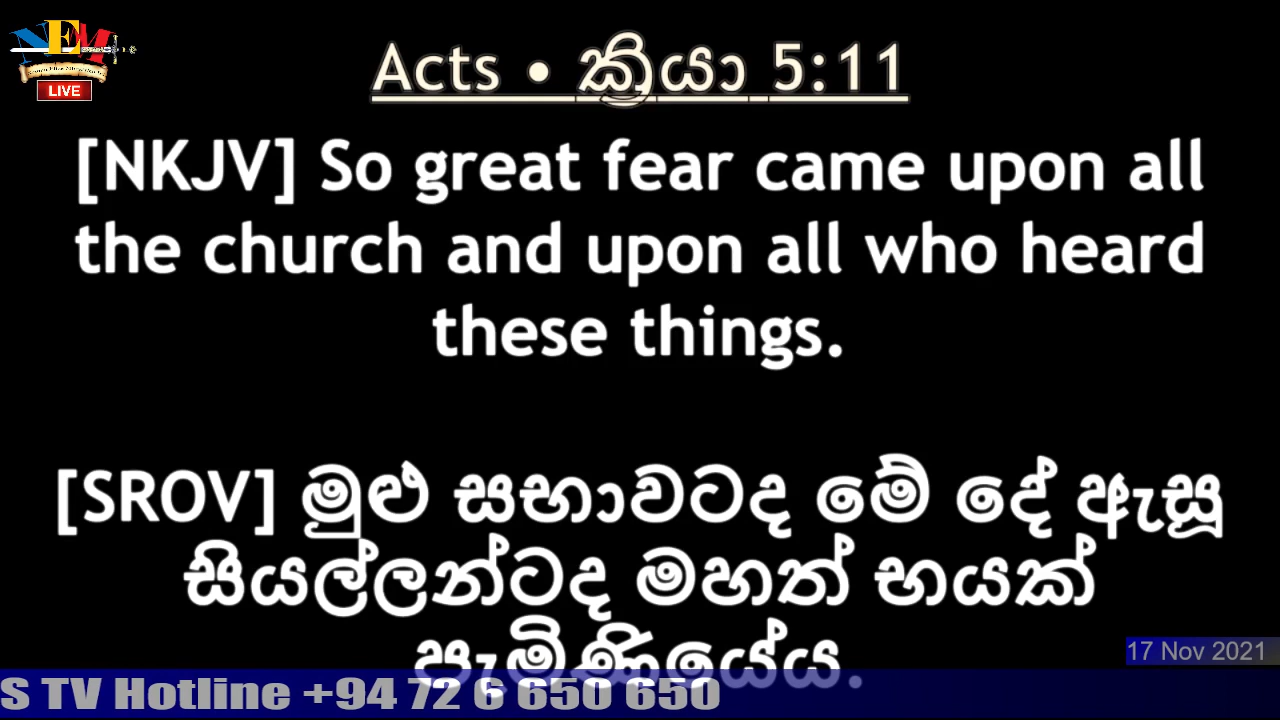 NEM
LIVE
Acts • ක්‍රියා 5:11
[NKJV] So great fear came upon all
the church and upon all who heard
these things.
[SROV] මුළු සභාවටද මේ දේ ඇසූ
සියල්ලන්ටද මහත් භයක්
පැමිණියේය.
17 Nov 2021
S TV Hotline +94 72 6 650 650